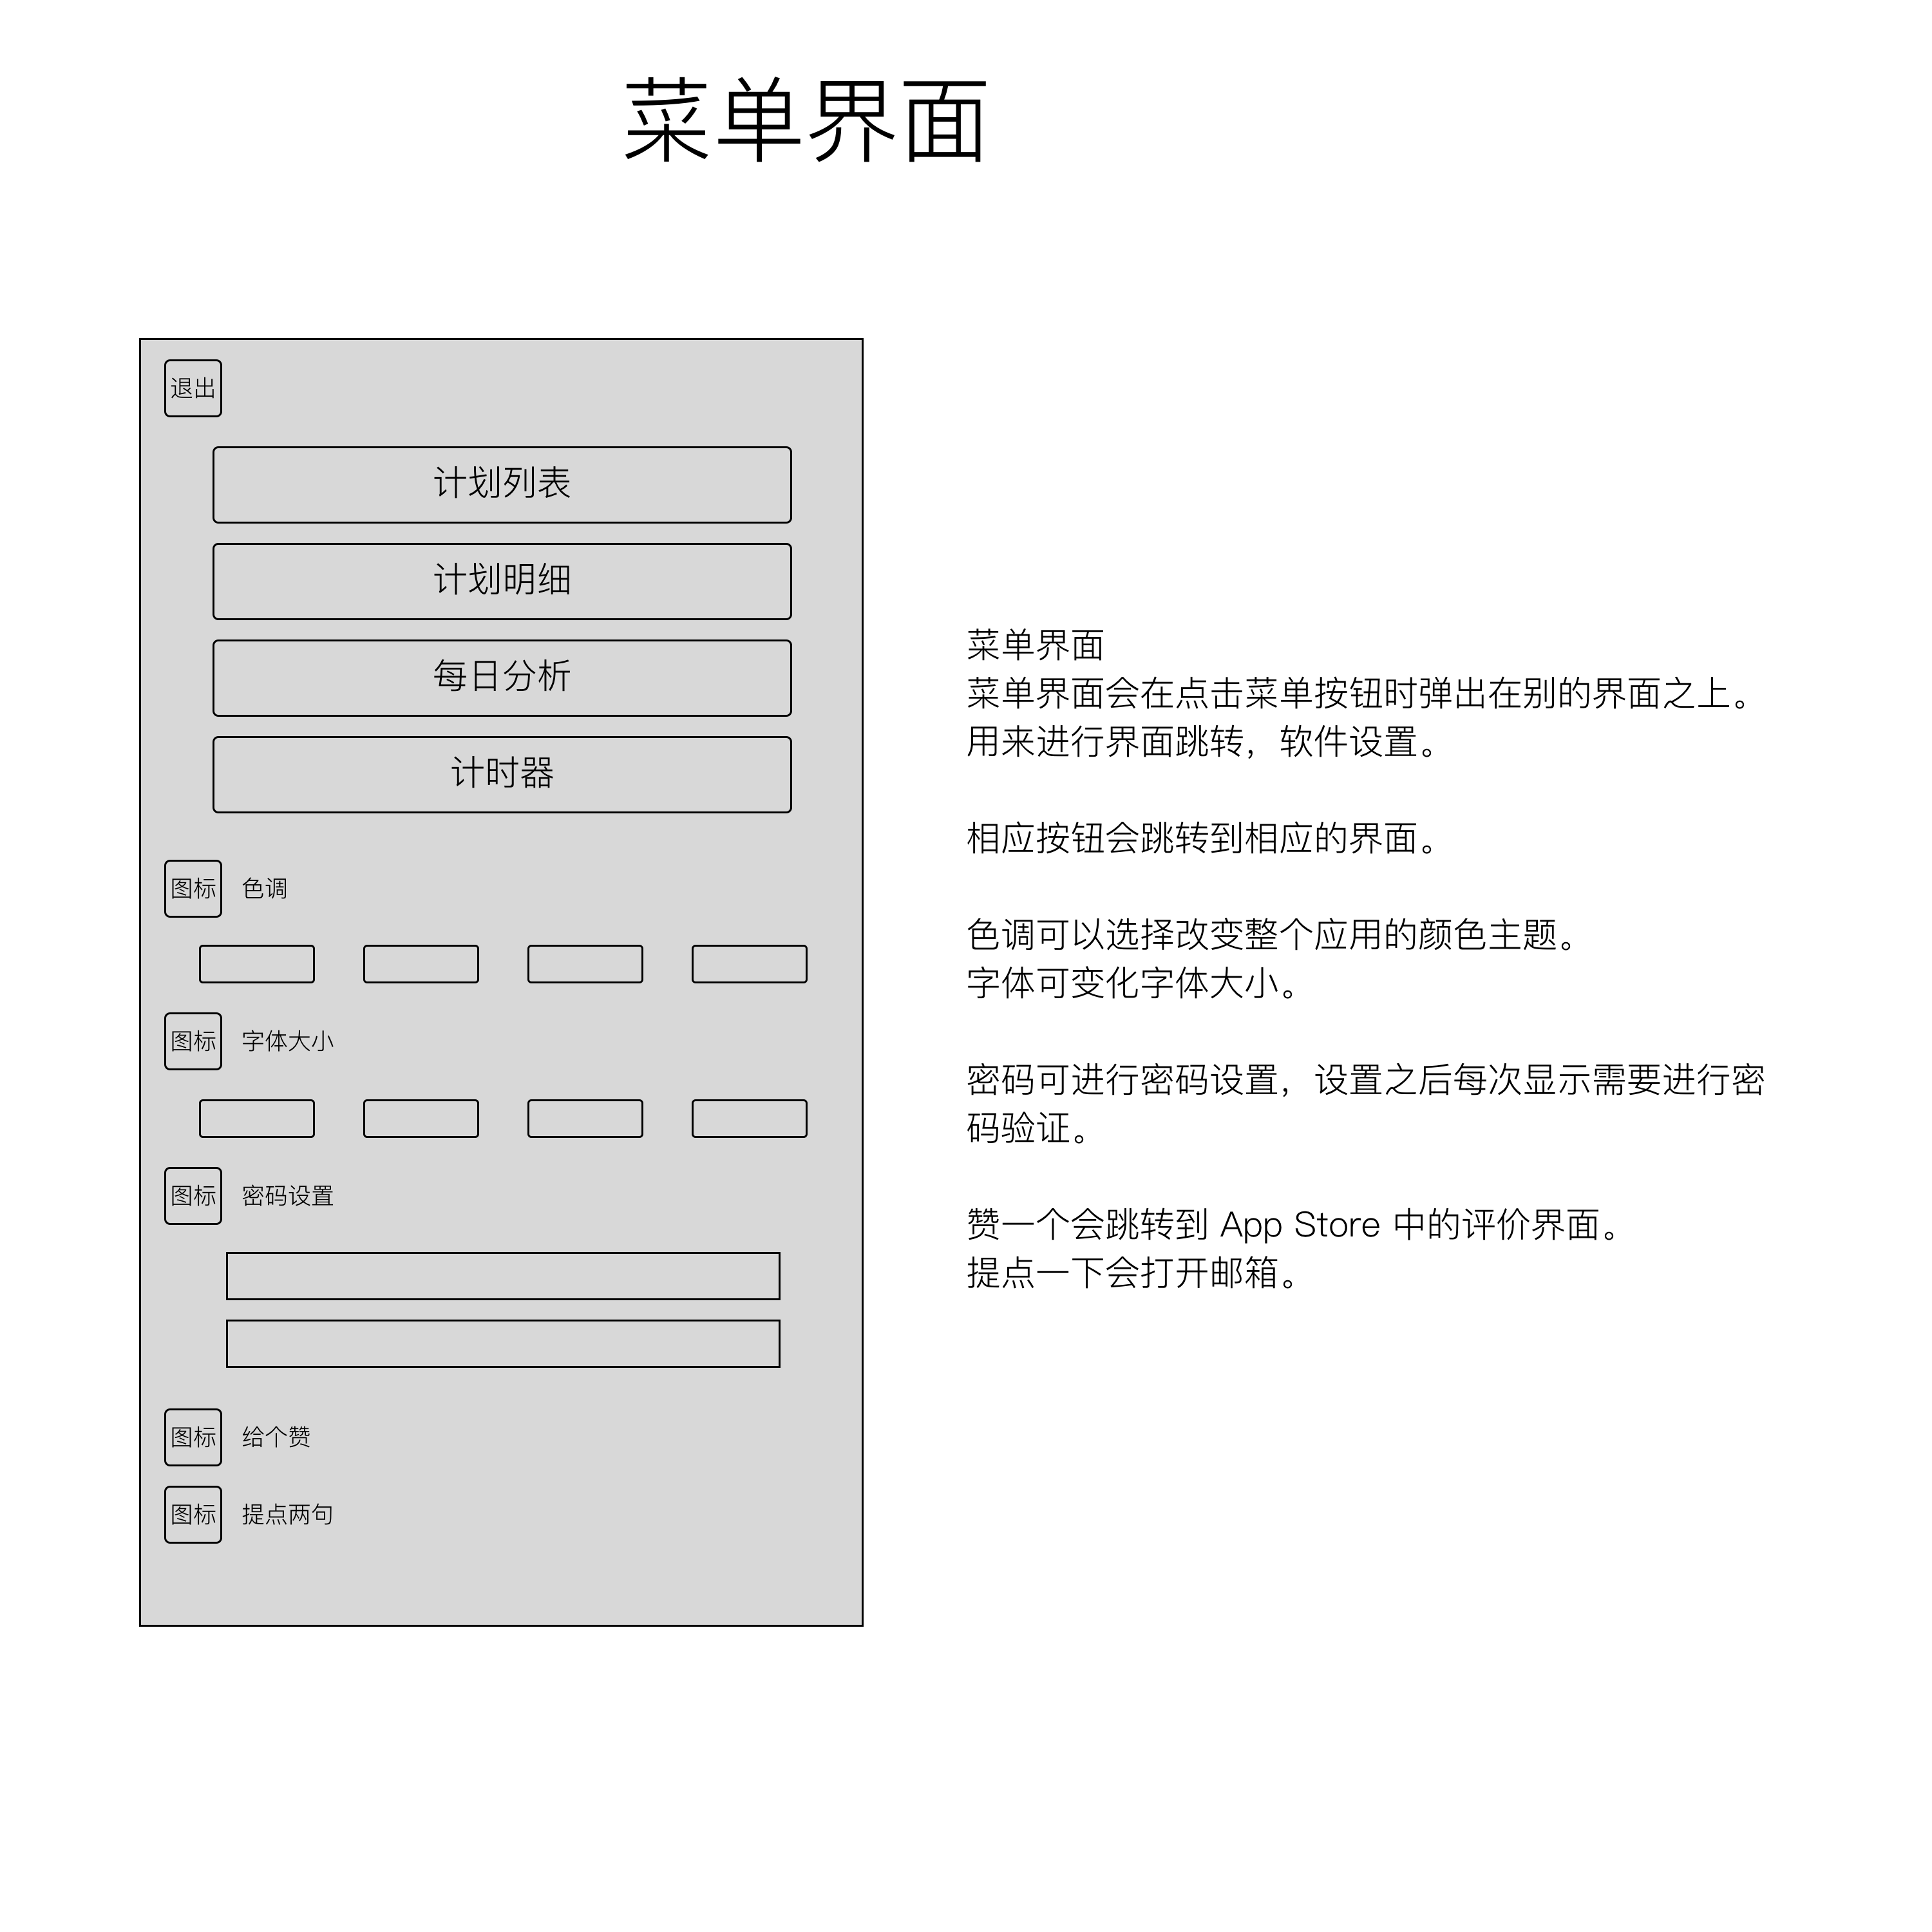 菜单界面
退出
计划列表
计划明细
每日分析
计时器
图标 色调
图标 字体大小
图标 密码设置
图标 给个赞
图标 提点两句
菜单界面
菜单界面会在点击菜单按钮时弹出在别的界面之上。
用来进行界面跳转，软件设置。
相应按钮会跳转到相应的界面。
色调可以选择改变整个应用的颜色主题。
字体可变化字体大小。
密码可进行密码设置，设置之后每次显示需要进行密
码验证。
赞一个会跳转到 App Store 中的评价界面。
提点一下会打开邮箱。